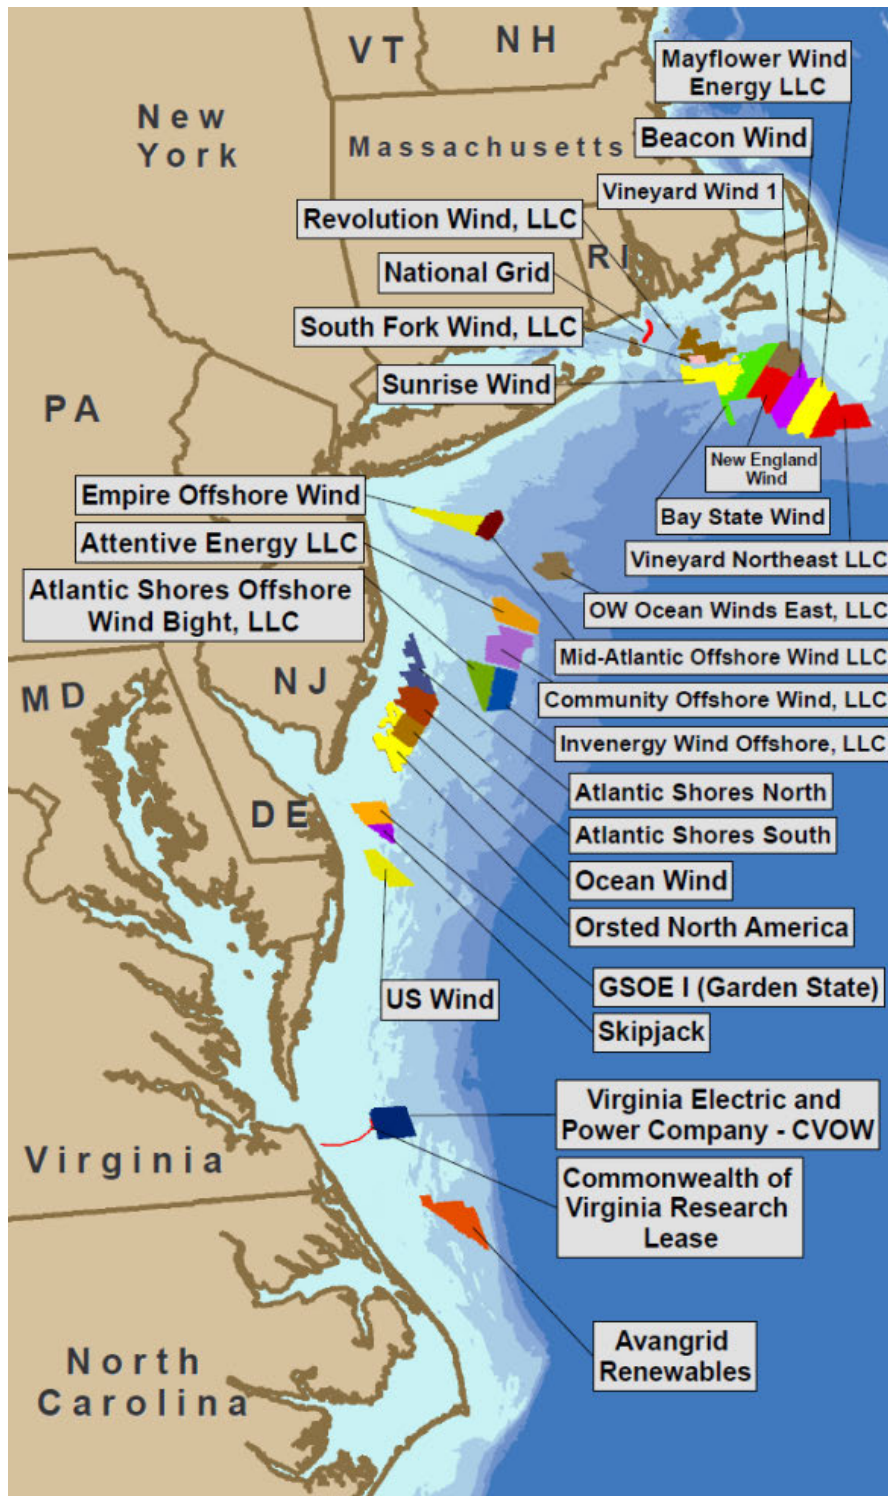 VT
NH
Mayflower Wind
Energy LLC
New
York
Massachusetts
Beacon Wind
Vineyard Wind 1
Revolution Wind, LLC
RI
National Grid
South Fork Wind, LLC
Sunrise Wind
PA
New England
Wind
Empire Offshore Wind
Bay State Wind
Attentive Energy LLC
Vineyard Northeast LLC
Atlantic Shores Offshore
Wind Bight, LLC
OW Ocean Winds East, LLC
Mid-Atlantic Offshore Wind LLC
NJ
MD
Community Offshore Wind, LLC
Invenergy Wind Offshore, LLC
Atlantic Shores North
DE
Atlantic Shores South
Ocean Wind
Orsted North America
GSOE I (Garden State)
US Wind
Skipjack
Virginia Electric and
Power Company - CVOW
Virginia
Commonwealth of
Virginia Research
Lease
Avangrid
Renewables
North
Carolina